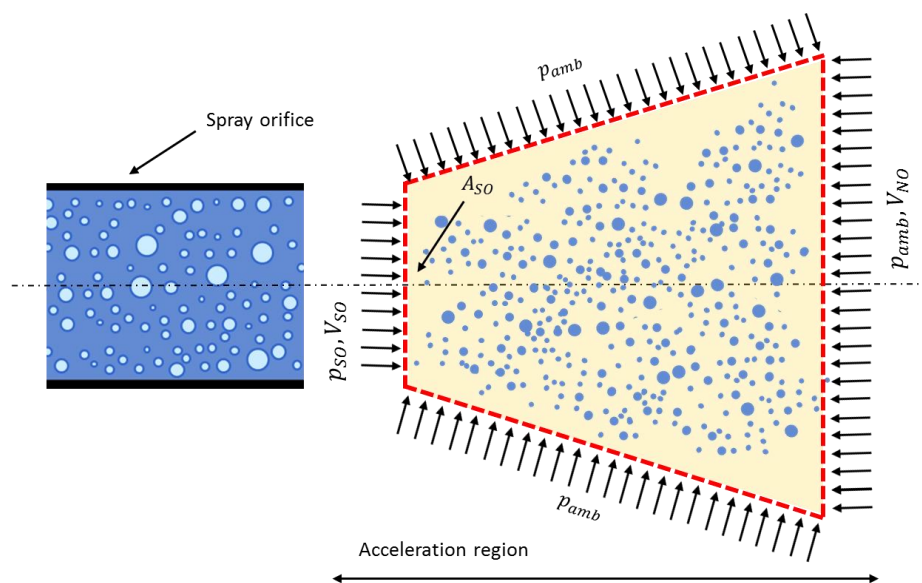 Spray orifice
p_amb
A_SO
p_SO, V_SO
p_amb, V_NO
p_amb
Acceleration region